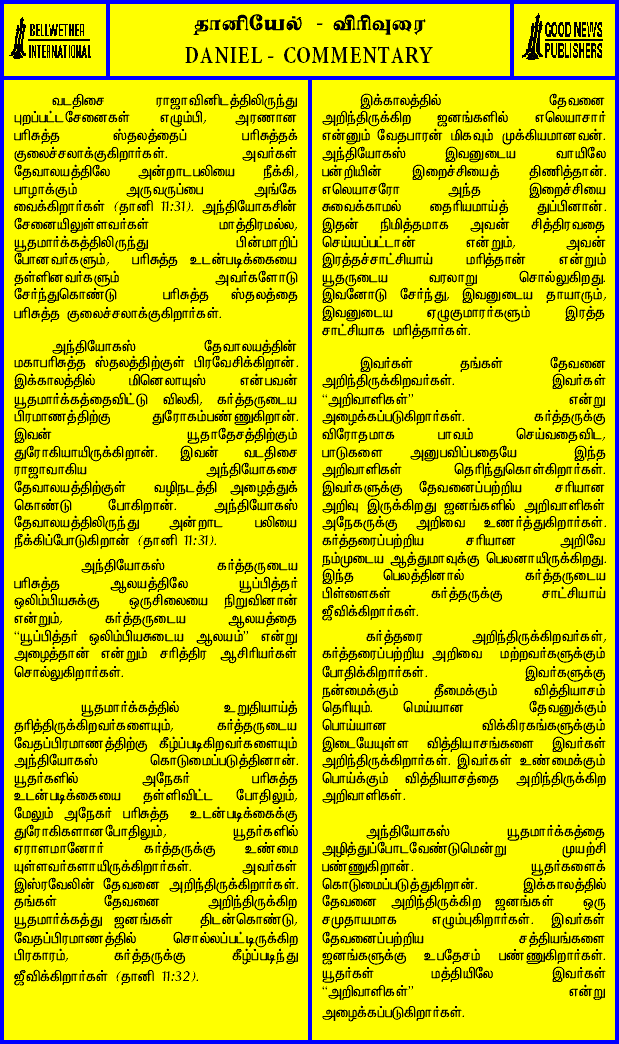 BELLWETHER
INTERNATIONAL
தானியேல் - விரிவுரை
DANIEL - COMMENTARY
GOOD NEWS
PUBLISHERS
வடதிசை ராஜாவினிடத்திலிருந்து
புறப்பட்டசேனைகள் எழும்பி, அரணான
பரிசுத்த ஸ்தலத்தைப் பரிசுத்தக்
குலைச்சலாக்குகிறார்கள். அவர்கள்
தேவாலயத்திலே அன்றாடபலியை நீக்கி,
பாழாக்கும் அருவருப்பை அங்கே
வைக்கிறார்கள் (தானி 11:31). அந்தியோகஸின்
சேனையிலுள்ளவர்கள் மாத்திரமல்ல,
யூதமார்க்கத்திலிருந்து பின்மாறிப்
போனவர்களும், பரிசுத்த உடன்படிக்கையை
தள்ளினவர்களும் அவர்களோடு
சேர்ந்துகொண்டு பரிசுத்த ஸ்தலத்தை
பரிசுத்த குலைச்சலாக்குகிறார்கள்.
அந்தியோகஸ் தேவாலயத்தின்
மகாபரிசுத்த ஸ்தலத்திற்குள் பிரவேசிக்கிறான்.
இக்காலத்தில் மினெலாயுஸ் என்பவன்
யூதமார்க்கத்தைவிட்டு விலகி, கர்த்தருடைய
பிரமாணத்திற்கு துரோகம்பண்ணுகிறான்.
இவன் யூதாதேசத்திற்கும்
துரோகியாயிருக்கிறான். இவன் வடதிசை
ராஜாவாகிய அந்தியோகசை
தேவாலயத்திற்குள் வழிநடத்தி அழைத்துக்
கொண்டு போகிறான். அந்தியோகஸ்
தேவாலயத்திலிருந்து அன்றாட பலியை
நீக்கிப்போடுகிறான் (தானி 11:31).
அந்தியோகஸ் கர்த்தருடைய
பரிசுத்த ஆலயத்திலே யூப்பித்தர்
ஒலிம்பியசுக்கு ஒருசிலையை நிறுவினான்
என்றும், கர்த்தருடைய ஆலயத்தை
“யூப்பித்தர் ஒலிம்பியசுடைய ஆலயம்” என்று
அழைத்தான் என்றும் சரித்திர ஆசிரியர்கள்
சொல்லுகிறார்கள்.
யூதமார்க்கத்தில் உறுதியாய்த்
தரித்திருக்கிறவர்களையும், கர்த்தருடைய
வேதப்பிரமாணத்திற்கு கீழ்ப்படிகிறவர்களையும்
அந்தியோகஸ் கொடுமைப்படுத்தினான்.
யூதர்களில் அநேகர் பரிசுத்த
உடன்படிக்கையை தள்ளிவிட்ட போதிலும்,
மேலும் அநேகர் பரிசுத்த உடன்படிக்கைக்கு
துரோகிகளானபோதிலும், யூதர்களில்
ஏராளமானோர் கர்த்தருக்கு உண்மை
யுள்ளவர்களாயிருக்கிறார்கள். அவர்கள்
இஸ்ரவேலின் தேவனை அறிந்திருக்கிறார்கள்.
தங்கள் தேவனை அறிந்திருக்கிற
யூதமார்க்கத்து ஜனங்கள் திடன்கொண்டு,
வேதப்பிரமாணத்தில் சொல்லப்பட்டிருக்கிற
பிரகாரம், கர்த்தருக்கு கீழ்ப்படிந்து
ஜீவிக்கிறார்கள் (தானி 11:32).
இக்காலத்தில் தேவனை
அறிந்திருக்கிற ஜனங்களில் எலெயாசார்
என்னும் வேதபாரன் மிகவும் முக்கியமானவன்.
அந்தியோகஸ் இவனுடைய வாயிலே
பன்றியின் இறைச்சியைத் திணித்தான்.
எலெயாசரோ அந்த இறைச்சியை
சுவைக்காமல் தைரியமாய்த் துப்பினான்.
இதன் நிமித்தமாக அவன் சித்திரவதை
செய்யப்பட்டான் என்றும், அவன்
இரத்தச்சாட்சியாய் மரித்தான் என்றும்
யூதருடைய வரலாறு சொல்லுகிறது.
இவனோடு சேர்ந்து, இவனுடைய தாயாரும்,
இவனுடைய ஏழுகுமாரர்களும் இரத்த
சாட்சியாக மரித்தார்கள்.
இவர்கள் தங்கள் தேவனை
அறிந்திருக்கிறவர்கள். இவர்கள்
“அறிவாளிகள்” என்று
அழைக்கப்படுகிறார்கள். கர்த்தருக்கு
விரோதமாக பாவம் செய்வதைவிட,
பாடுகளை அனுபவிப்பதையே இந்த
அறிவாளிகள் தெரிந்துகொள்கிறார்கள்.
இவர்களுக்கு தேவனைப்பற்றிய சரியான
அறிவு இருக்கிறது ஜனங்களில் அறிவாளிகள்
அநேகருக்கு அறிவை உணர்த்துகிறார்கள்.
கர்த்தரைப்பற்றிய சரியான அறிவே
நம்முடைய ஆத்துமாவுக்கு பெலனாயிருக்கிறது.
இந்த பெலத்தினால் கர்த்தருடைய
பிள்ளைகள் கர்த்தருக்கு சாட்சியாய்
ஜீவிக்கிறார்கள்.
கர்த்தரை அறிந்திருக்கிறவர்கள்,
கர்த்தரைப்பற்றிய அறிவை மற்றவர்களுக்கும்
போதிக்கிறார்கள். இவர்களுக்கு
நன்மைக்கும் தீமைக்கும் வித்தியாசம்
தெரியும். மெய்யான தேவனுக்கும்
பொய்யான விக்கிரகங்களுக்கும்
இடையேயுள்ள வித்தியாசங்களை இவர்கள்
அறிந்திருக்கிறார்கள். இவர்கள் உண்மைக்கும்
பொய்க்கும் வித்தியாசத்தை அறிந்திருக்கிற
அறிவாளிகள்.
அந்தியோகஸ் யூதமார்க்கத்தை
அழித்துப்போடவேண்டுமென்று முயற்சி
பண்ணுகிறான். யூதர்களைக்
கொடுமைப்படுத்துகிறான். இக்காலத்தில்
தேவனை அறிந்திருக்கிற ஜனங்கள் ஒரு
சமுதாயமாக எழும்புகிறார்கள். இவர்கள்
தேவனைப்பற்றிய சத்தியங்களை
ஜனங்களுக்கு உபதேசம் பண்ணுகிறார்கள்.
யூதர்கள் மத்தியிலே இவர்கள்
“அறிவாளிகள்” என்று
அழைக்கப்படுகிறார்கள்.